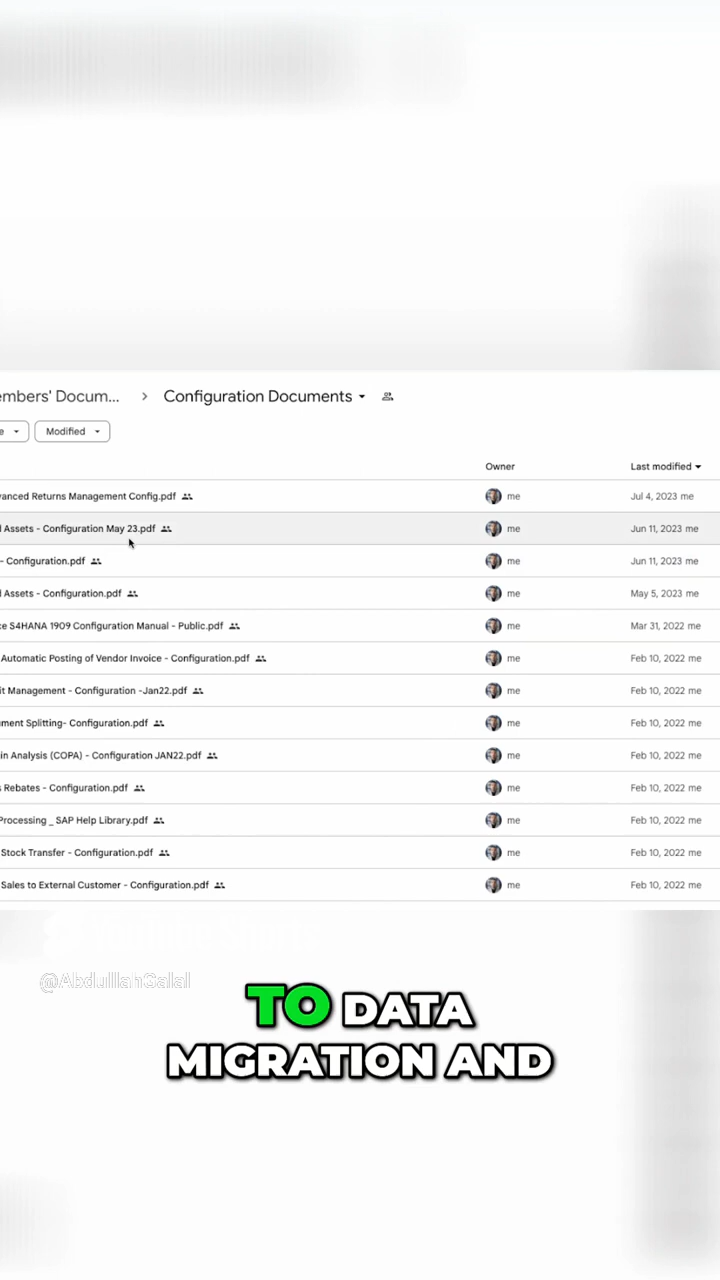 embers' Docum... > Configuration Documents
e Modified
Owner Last modified
vanced Returns Management Config.pdf me Jul 4, 2023 me
d Assets - Configuration May 23.pdf me Jun 11, 2023 me
- Configuration.pdf me Jun 11, 2023 me
d Assets - Configuration.pdf me May 5, 2023 me
ce S4HANA 1909 Configuration Manual - Public.pdf me Mar 31, 2022 me
Automatic Posting of Vendor Invoice - Configuration.pdf me Feb 10, 2022 me
it Management - Configuration -Jan22.pdf me Feb 10, 2022 me
ument Splitting- Configuration.pdf me Feb 10, 2022 me
in Analysis (COPA) - Configuration JAN22.pdf me Feb 10, 2022 me
s Rebates - Configuration.pdf me Feb 10, 2022 me
Processing _ SAP Help Library.pdf me Feb 10, 2022 me
Stock Transfer - Configuration.pdf me Feb 10, 2022 me
Sales to External Customer - Configuration.pdf me Feb 10, 2022 me
@AbdulllahGalal
TO DATA
MIGRATION AND